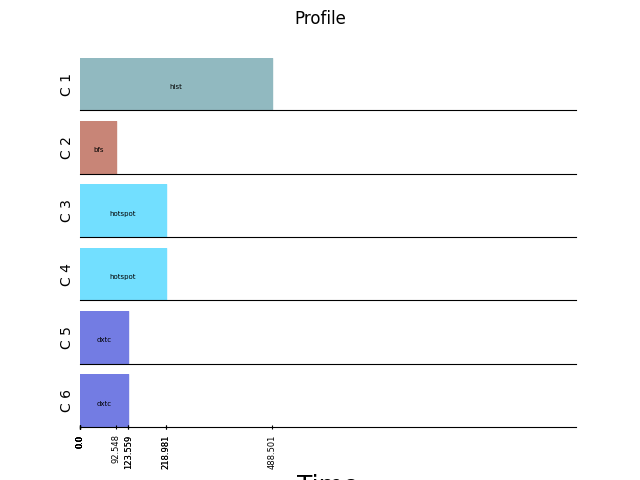 Profile
C 1
hist
C 2
bfs
C 3
hotspot
C 4
hotspot
C 5
dxtc
C 6
dxtc
0.0
92.548
123.559
218.981
488.501
Time